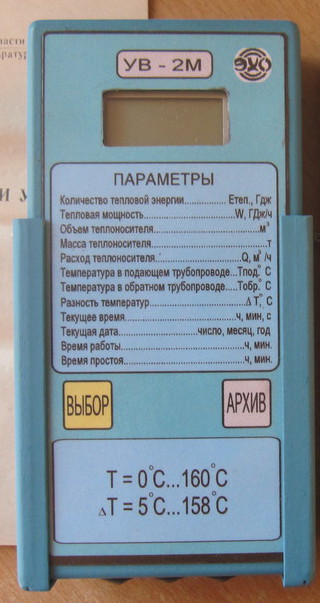 УВ - 2М
ЭКО
ПАРАМЕТРЫ
Количество тепловой энергии................ Етеп., Гдж
Тепловая мощность.......................W, ГДж/ч
Объем теплоносителя...........................м³
Масса теплоносителя.............................т
Расход теплоносителя......................Q, м³/ч
Температура в подающем трубопроводе...Тпод.° С
Температура в обратном трубопроводе.....Тобр.° С
Разность температур.......................Δ Т,° С
Текущее время..........................ч, мин, с
Текущая дата....................число, месяц, год
Время работы............................ч, мин.
Время простоя...........................ч, мин.
ВЫБОР
АРХИВ
Т = 0°С...160°С
ΔТ = 5°С...158°С